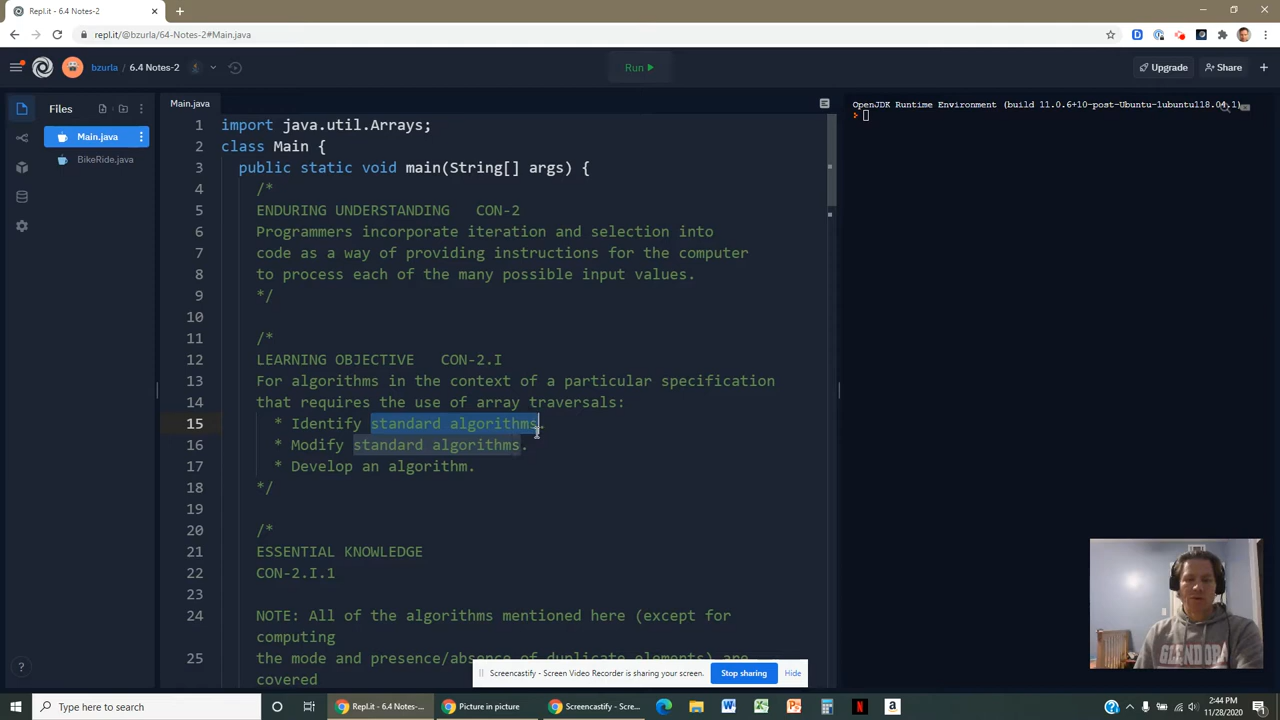 Repl.it - 6.4 Notes-2
repl.it/@bzurla/64-Notes-2#Main.java
bzurla / 6.4 Notes-2
Run
Upgrade
Share
Files
Main.java
BikeRide.java
Main.java
1 import java.util.Arrays;
2 class Main {
3 public static void main(String[] args) {
4 /*
5 ENDURING UNDERSTANDING CON-2
6 Programmers incorporate iteration and selection into
7 code as a way of providing instructions for the computer
8 to process each of the many possible input values.
9 */
10
11 /*
12 LEARNING OBJECTIVE CON-2.I
13 For algorithms in the context of a particular specification
14 that requires the use of array traversals:
15 * Identify standard algorithms.
16 * Modify standard algorithms.
17 * Develop an algorithm.
18 */
19
20 /*
21 ESSENTIAL KNOWLEDGE
22 CON-2.I.1
23
24 NOTE: All of the algorithms mentioned here (except for
computing
25 the mode and presence/absence of duplicate elements) are
covered
OpenJDK Runtime Environment (build 11.0.6+10-post-Ubuntu-1ubuntu118.04.1)
GLENDORA
Screencastify - Screen Video Recorder is sharing your screen.
Stop sharing
Hide
Type here to search
Repl.it - 6.4 Notes-...
Picture in picture
Screencastify - Scre...
2:44 PM
11/28/2020